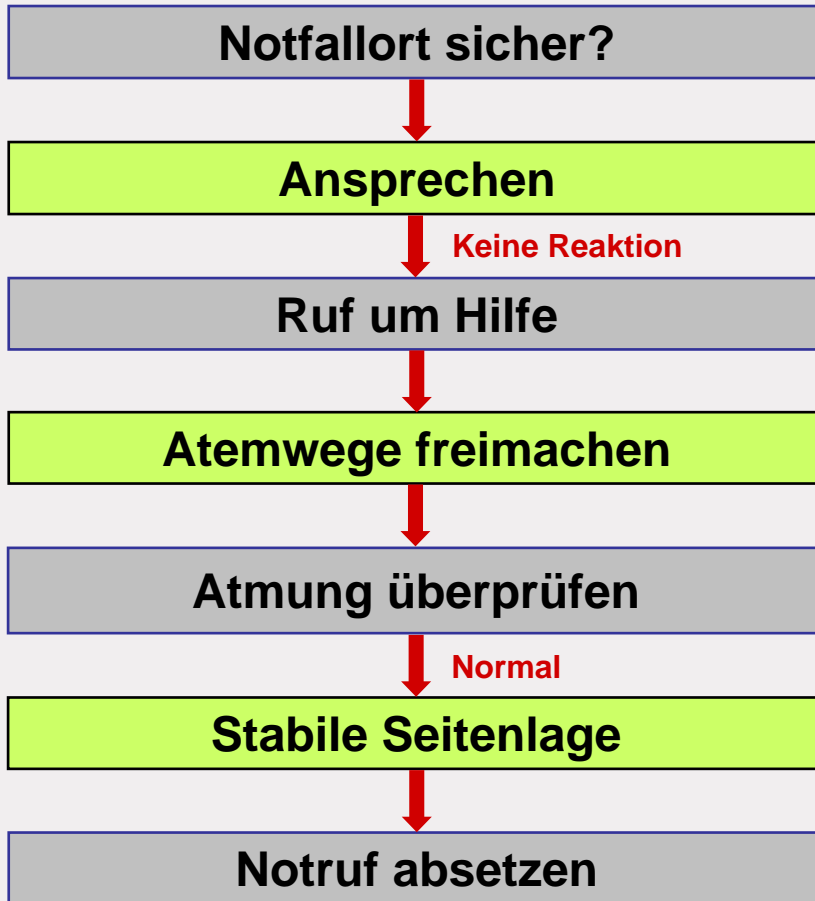 Notfallort sicher?
Ansprechen
Keine Reaktion
Ruf um Hilfe
Atemwege freimachen
Atmung überprüfen
Normal
Stabile Seitenlage
Notruf absetzen